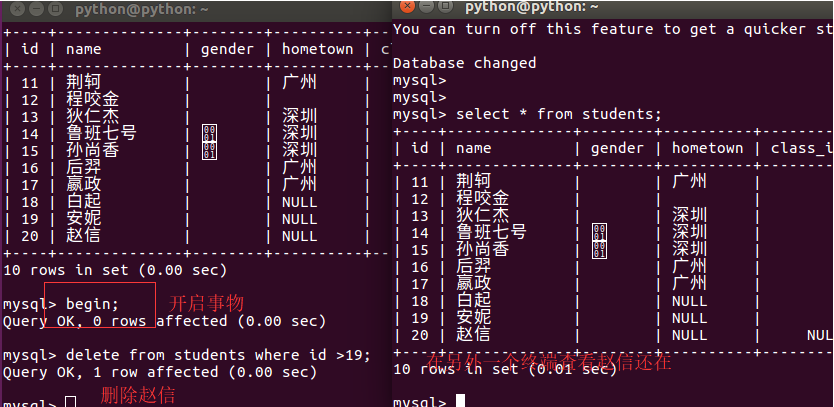 python@python: ~
+----+---------------+--------+----------+----
| id | name | gender | hometown | c
+----+---------------+--------+----------+----
| 11 | 荆轲 | | 广州 |
| 12 | 程咬金 | | |
| 13 | 狄仁杰 | | 深圳 |
| 14 | 鲁班七号 | 0001 | 深圳 |
| 15 | 孙尚香 | 0001 | 深圳 |
| 16 | 后羿 | | 广州 |
| 17 | 嬴政 | | 广州 |
| 18 | 白起 | | NULL |
| 19 | 安妮 | | NULL |
| 20 | 赵信 | | NULL |
+----+---------------+--------+----------+----
10 rows in set (0.00 sec)
mysql> begin; 开启事物
Query OK, 0 rows affected (0.00 sec)
mysql> delete from students where id >19;
Query OK, 1 row affected (0.00 sec)
删除赵信
mysql>
python@python: ~
You can turn off this feature to get a quicker st
Database changed
mysql>
mysql>
mysql> select * from students;
+----+---------------+--------+----------+--------
| id | name | gender | hometown | class_i
+----+---------------+--------+----------+--------
| 11 | 荆轲 | | 广州 |
| 12 | 程咬金 | | |
| 13 | 狄仁杰 | | 深圳 |
| 14 | 鲁班七号 | 0001 | 深圳 |
| 15 | 孙尚香 | 0001 | 深圳 |
| 16 | 后羿 | | 广州 |
| 17 | 嬴政 | | 广州 |
| 18 | 白起 | | NULL |
| 19 | 安妮 | | NULL |
| 20 | 赵信 | | NULL | NUL
+----+---------------+--------+----------+--------
在另外一个终端查看赵信还在
10 rows in set (0.01 sec)
mysql>